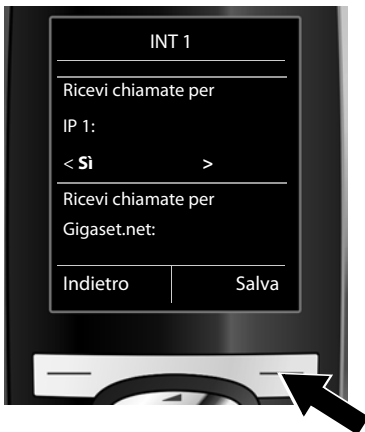 INT 1
Ricevi chiamate per
IP 1:
< Sì >
Ricevi chiamate per
Gigaset.net:
Indietro Salva